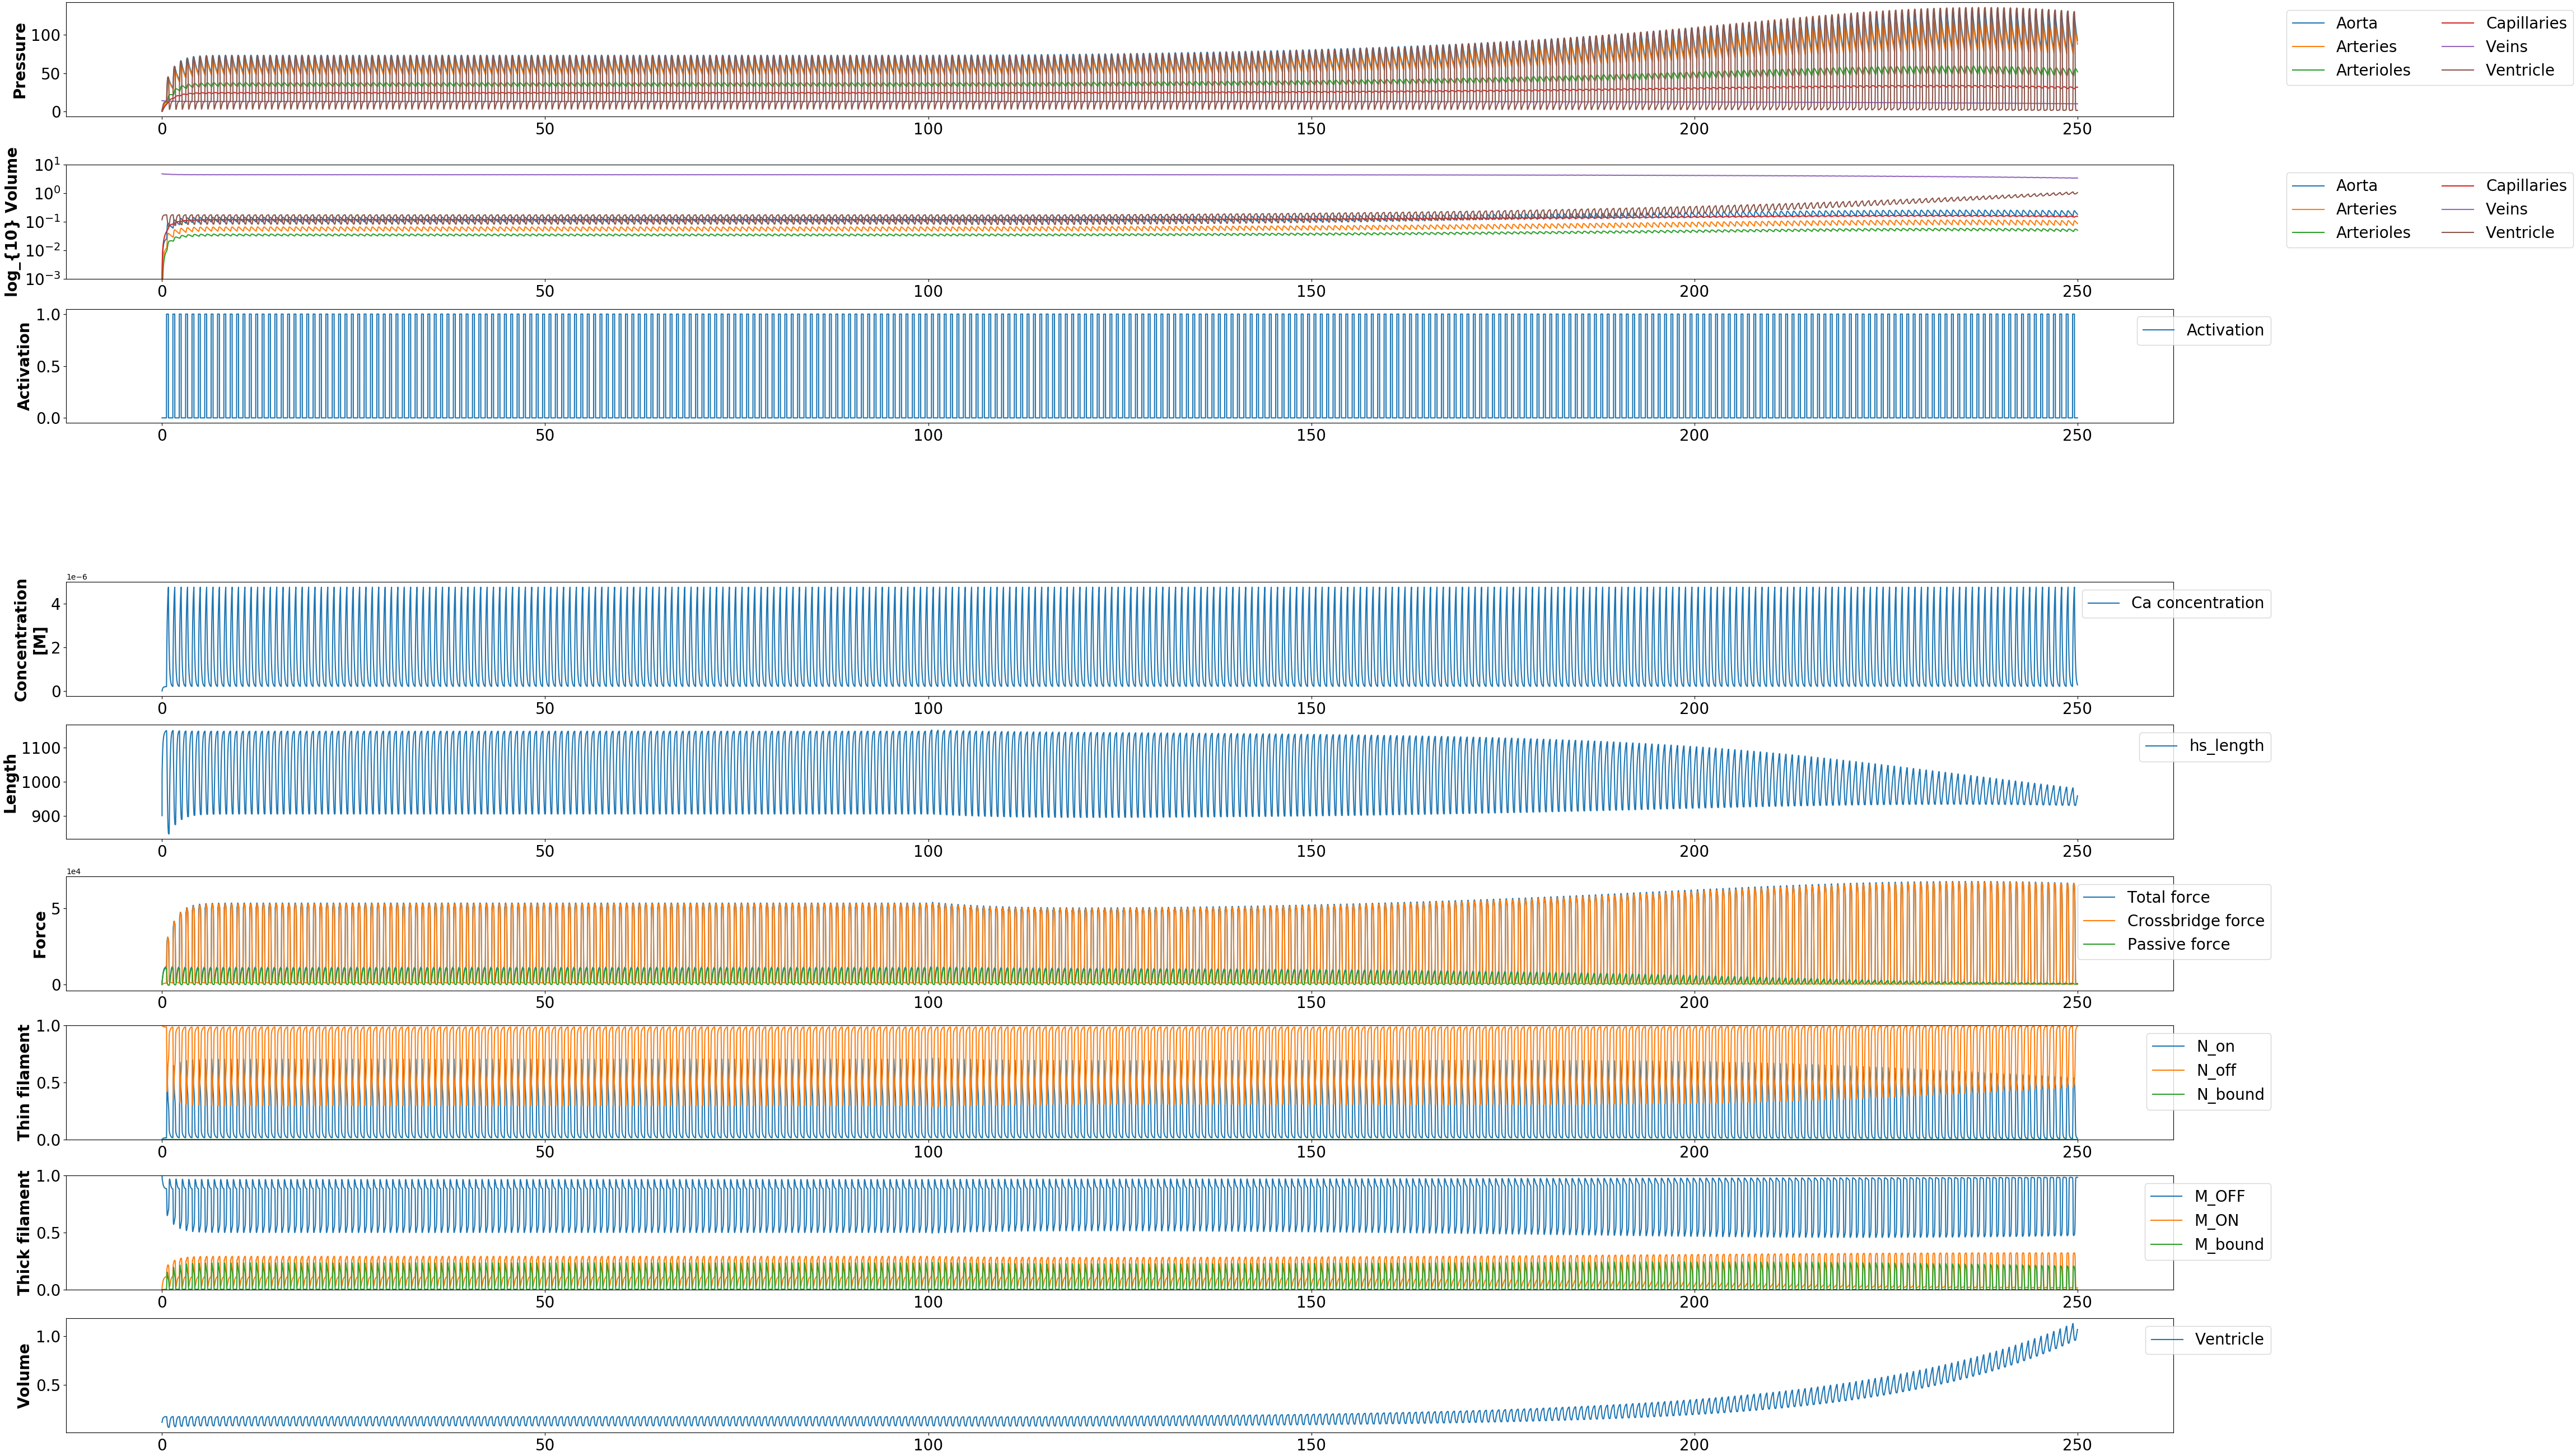 Pressure
100
50
0
0 50 100 150 200 250
Aorta Capillaries
Arteries Veins
Arterioles Ventricle
log_{10} Volume
10¹
10⁰
10⁻¹
10⁻²
10⁻³
0 50 100 150 200 250
Aorta Capillaries
Arteries Veins
Arterioles Ventricle
Activation
1.0
0.5
0.0
0 50 100 150 200 250
Activation
Concentration
[M]
1e−6
4
2
0
0 50 100 150 200 250
Ca concentration
Length
1100
1000
900
0 50 100 150 200 250
hs_length
Force
1e4
5
0
0 50 100 150 200 250
Total force
Crossbridge force
Passive force
Thin filament
1.0
0.5
0.0
0 50 100 150 200 250
N_on
N_off
N_bound
Thick filament
1.0
0.5
0.0
0 50 100 150 200 250
M_OFF
M_ON
M_bound
Volume
1.0
0.5
0 50 100 150 200 250
Ventricle